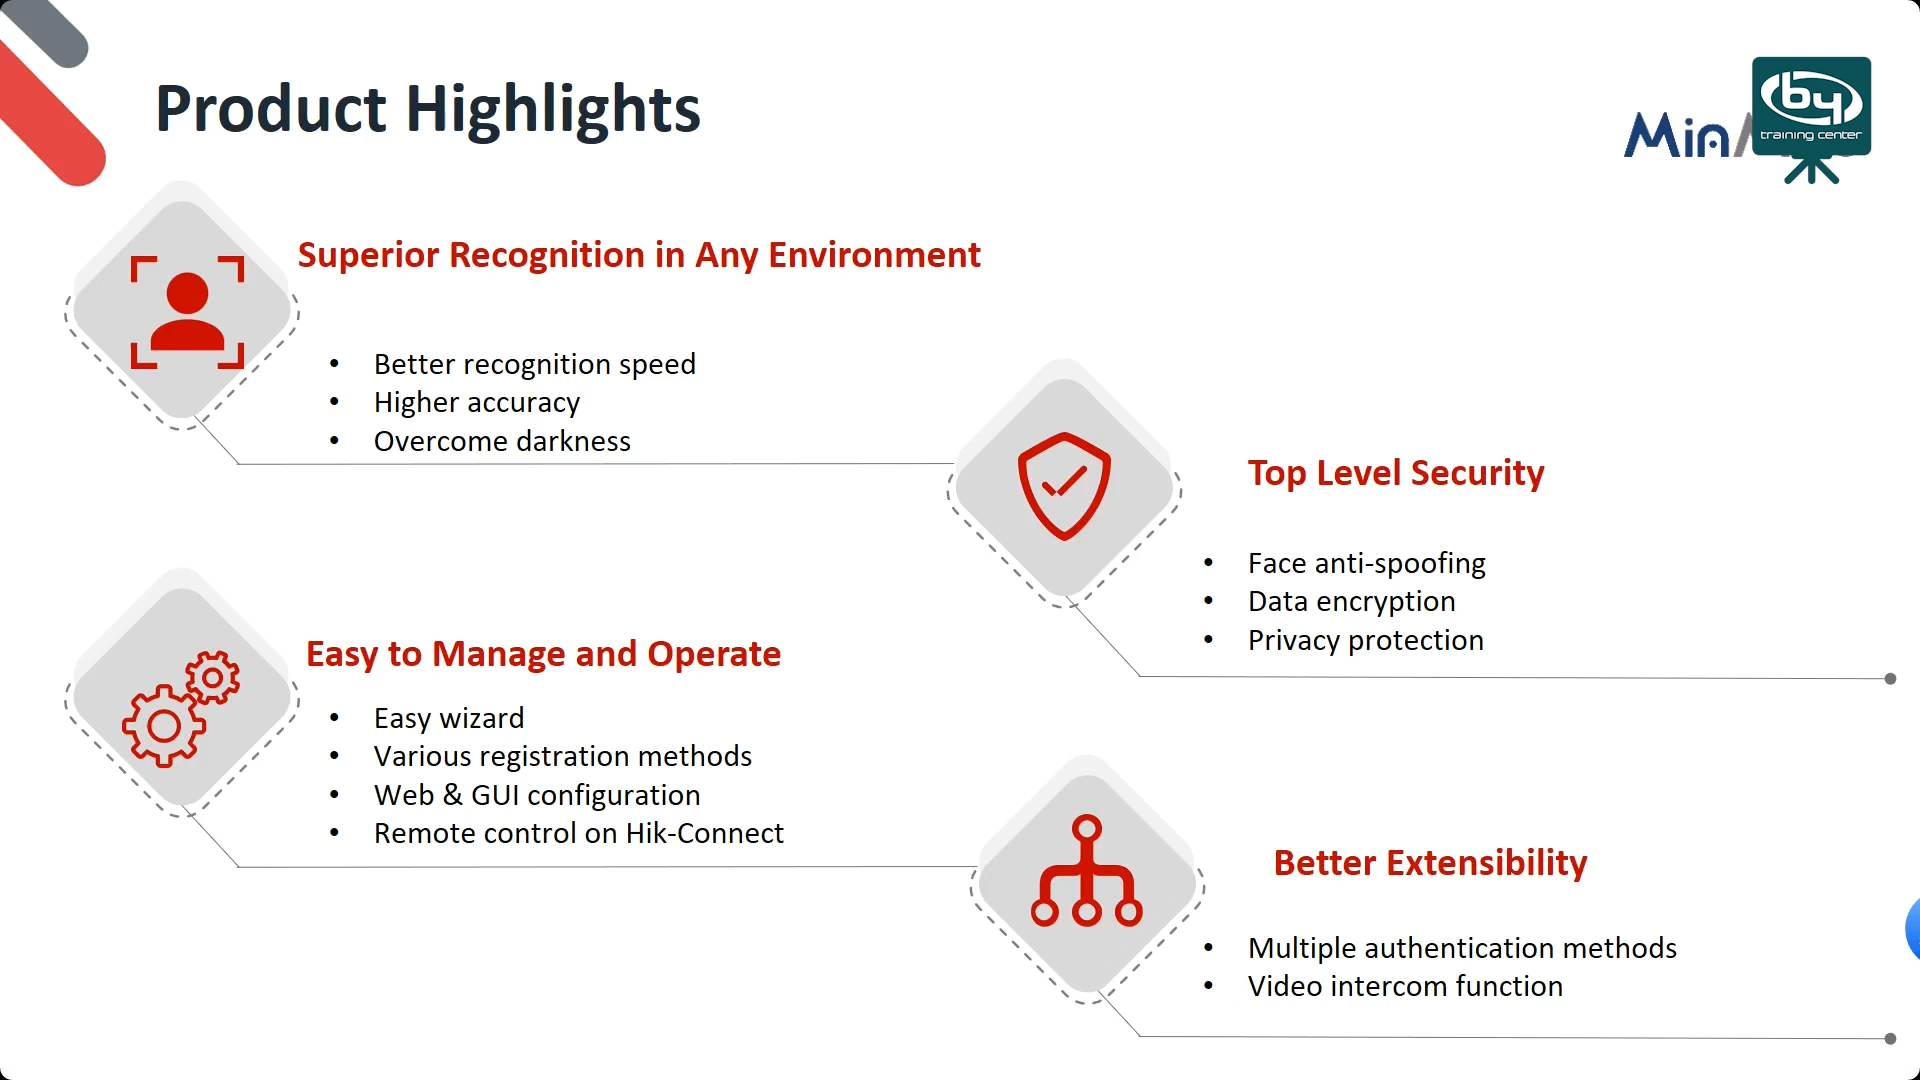 Product Highlights
by
training center
Superior Recognition in Any Environment
• Better recognition speed
• Higher accuracy
• Overcome darkness
Top Level Security
• Face anti-spoofing
• Data encryption
• Privacy protection
Easy to Manage and Operate
• Easy wizard
• Various registration methods
• Web & GUI configuration
• Remote control on Hik-Connect
Better Extensibility
• Multiple authentication methods
• Video intercom function